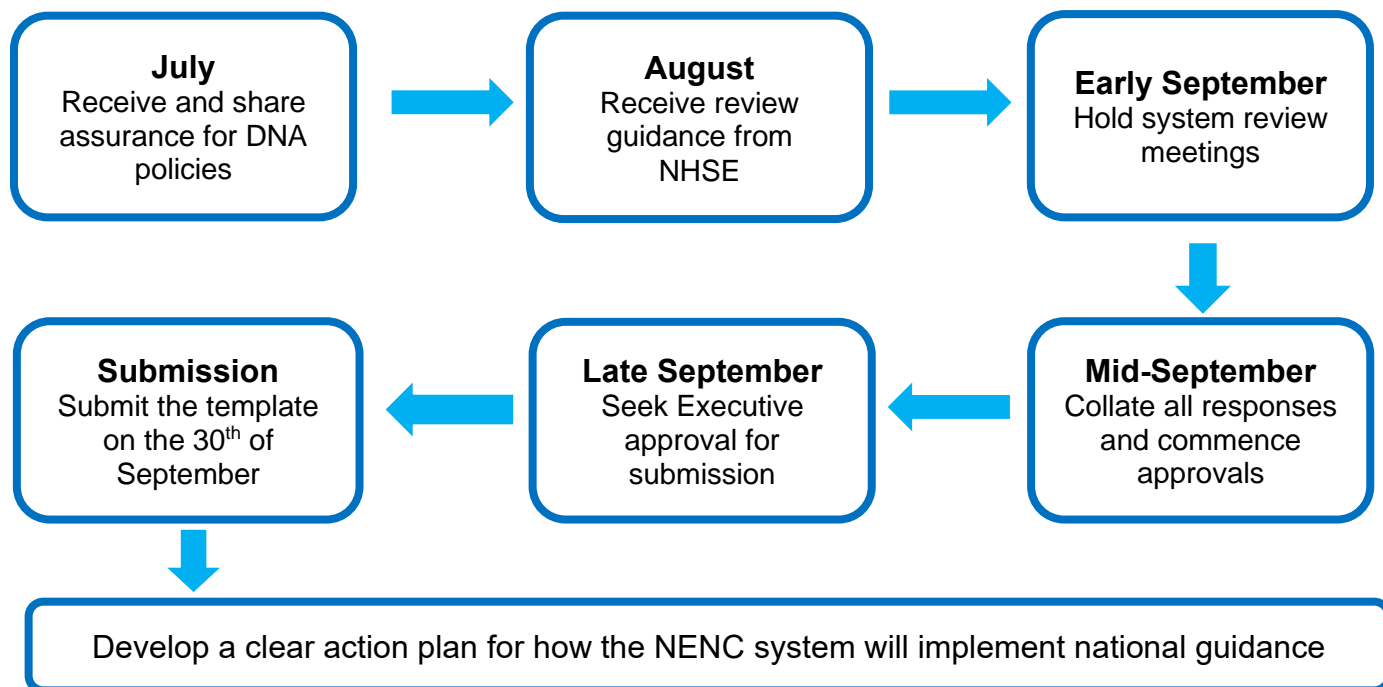 July
Receive and share
assurance for DNA
policies
August
Receive review
guidance from
NHSE
Early September
Hold system review
meetings
Mid-September
Collate all responses
and commence
approvals
Late September
Seek Executive
approval for
submission
Submission
Submit the template
on the 30th of
September
Develop a clear action plan for how the NENC system will implement national guidance